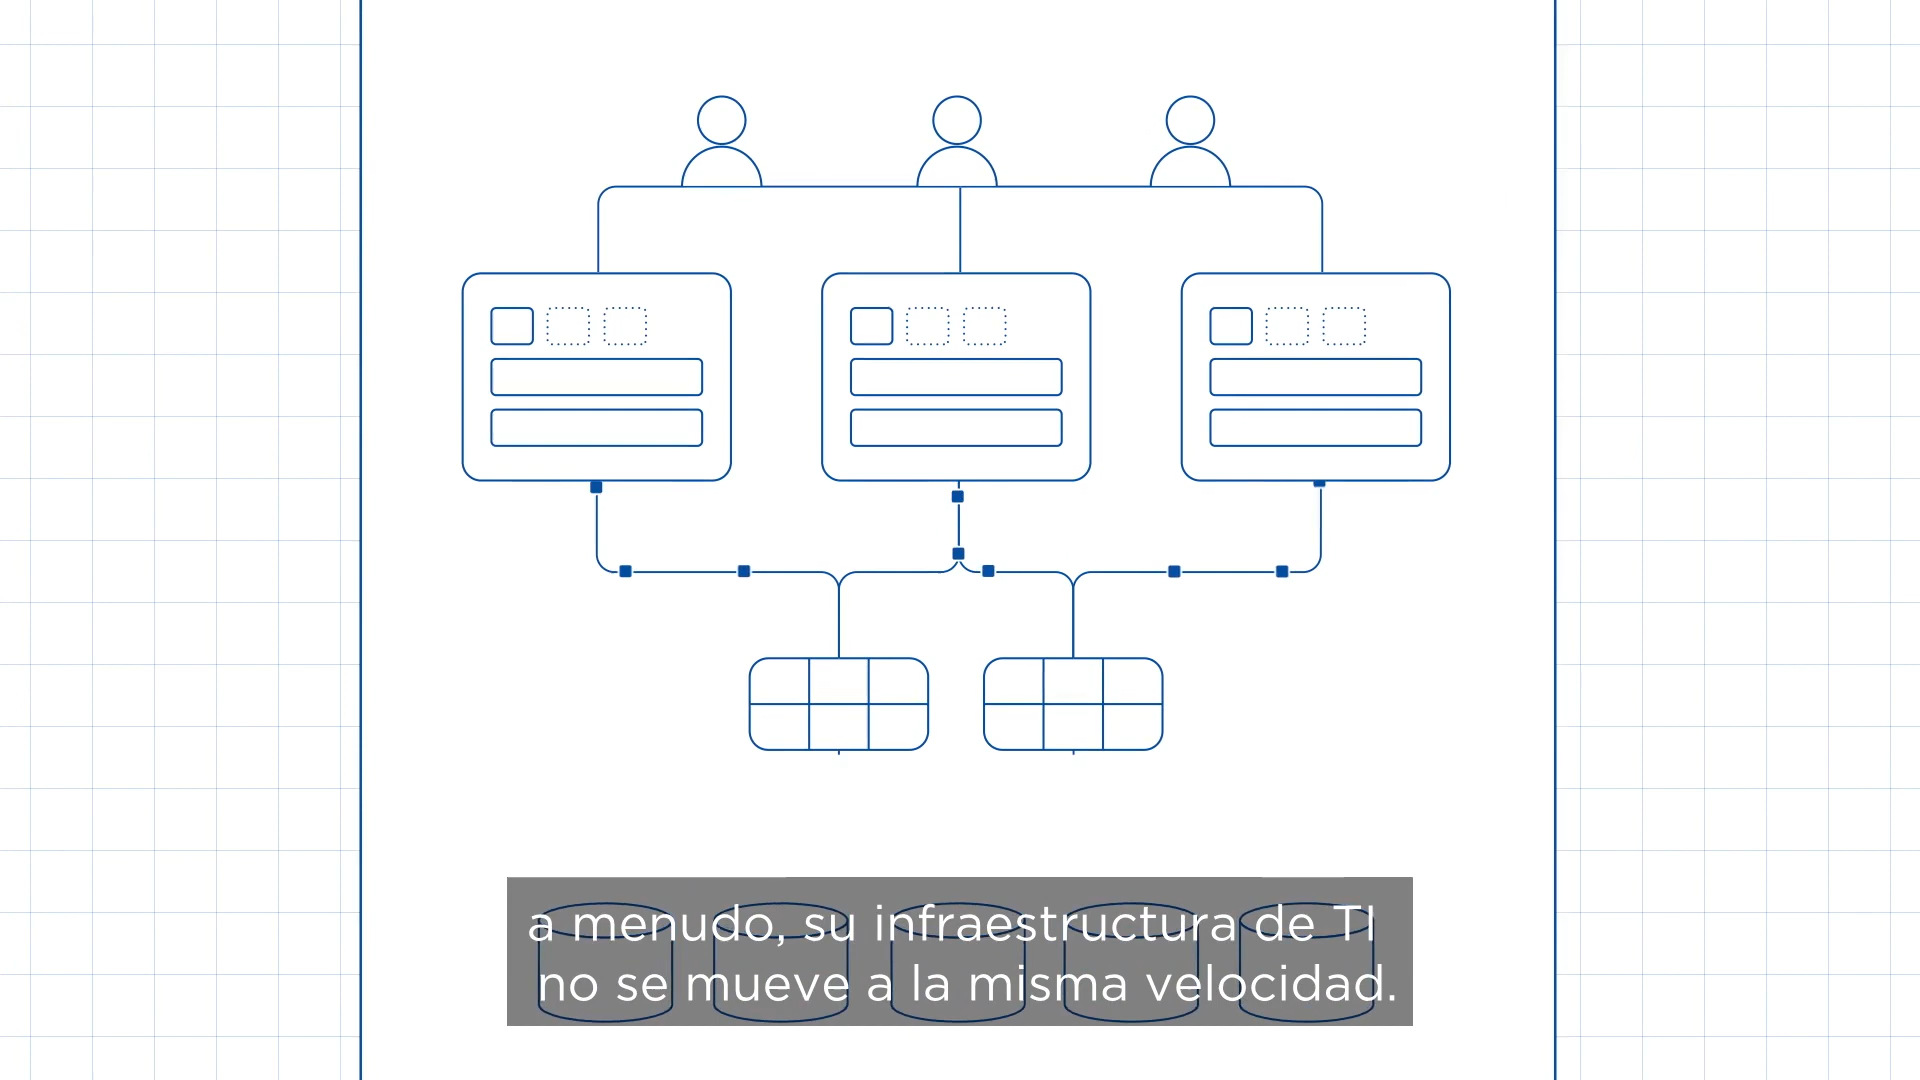 a menudo, su infraestructura de TI
no se mueve a la misma velocidad.